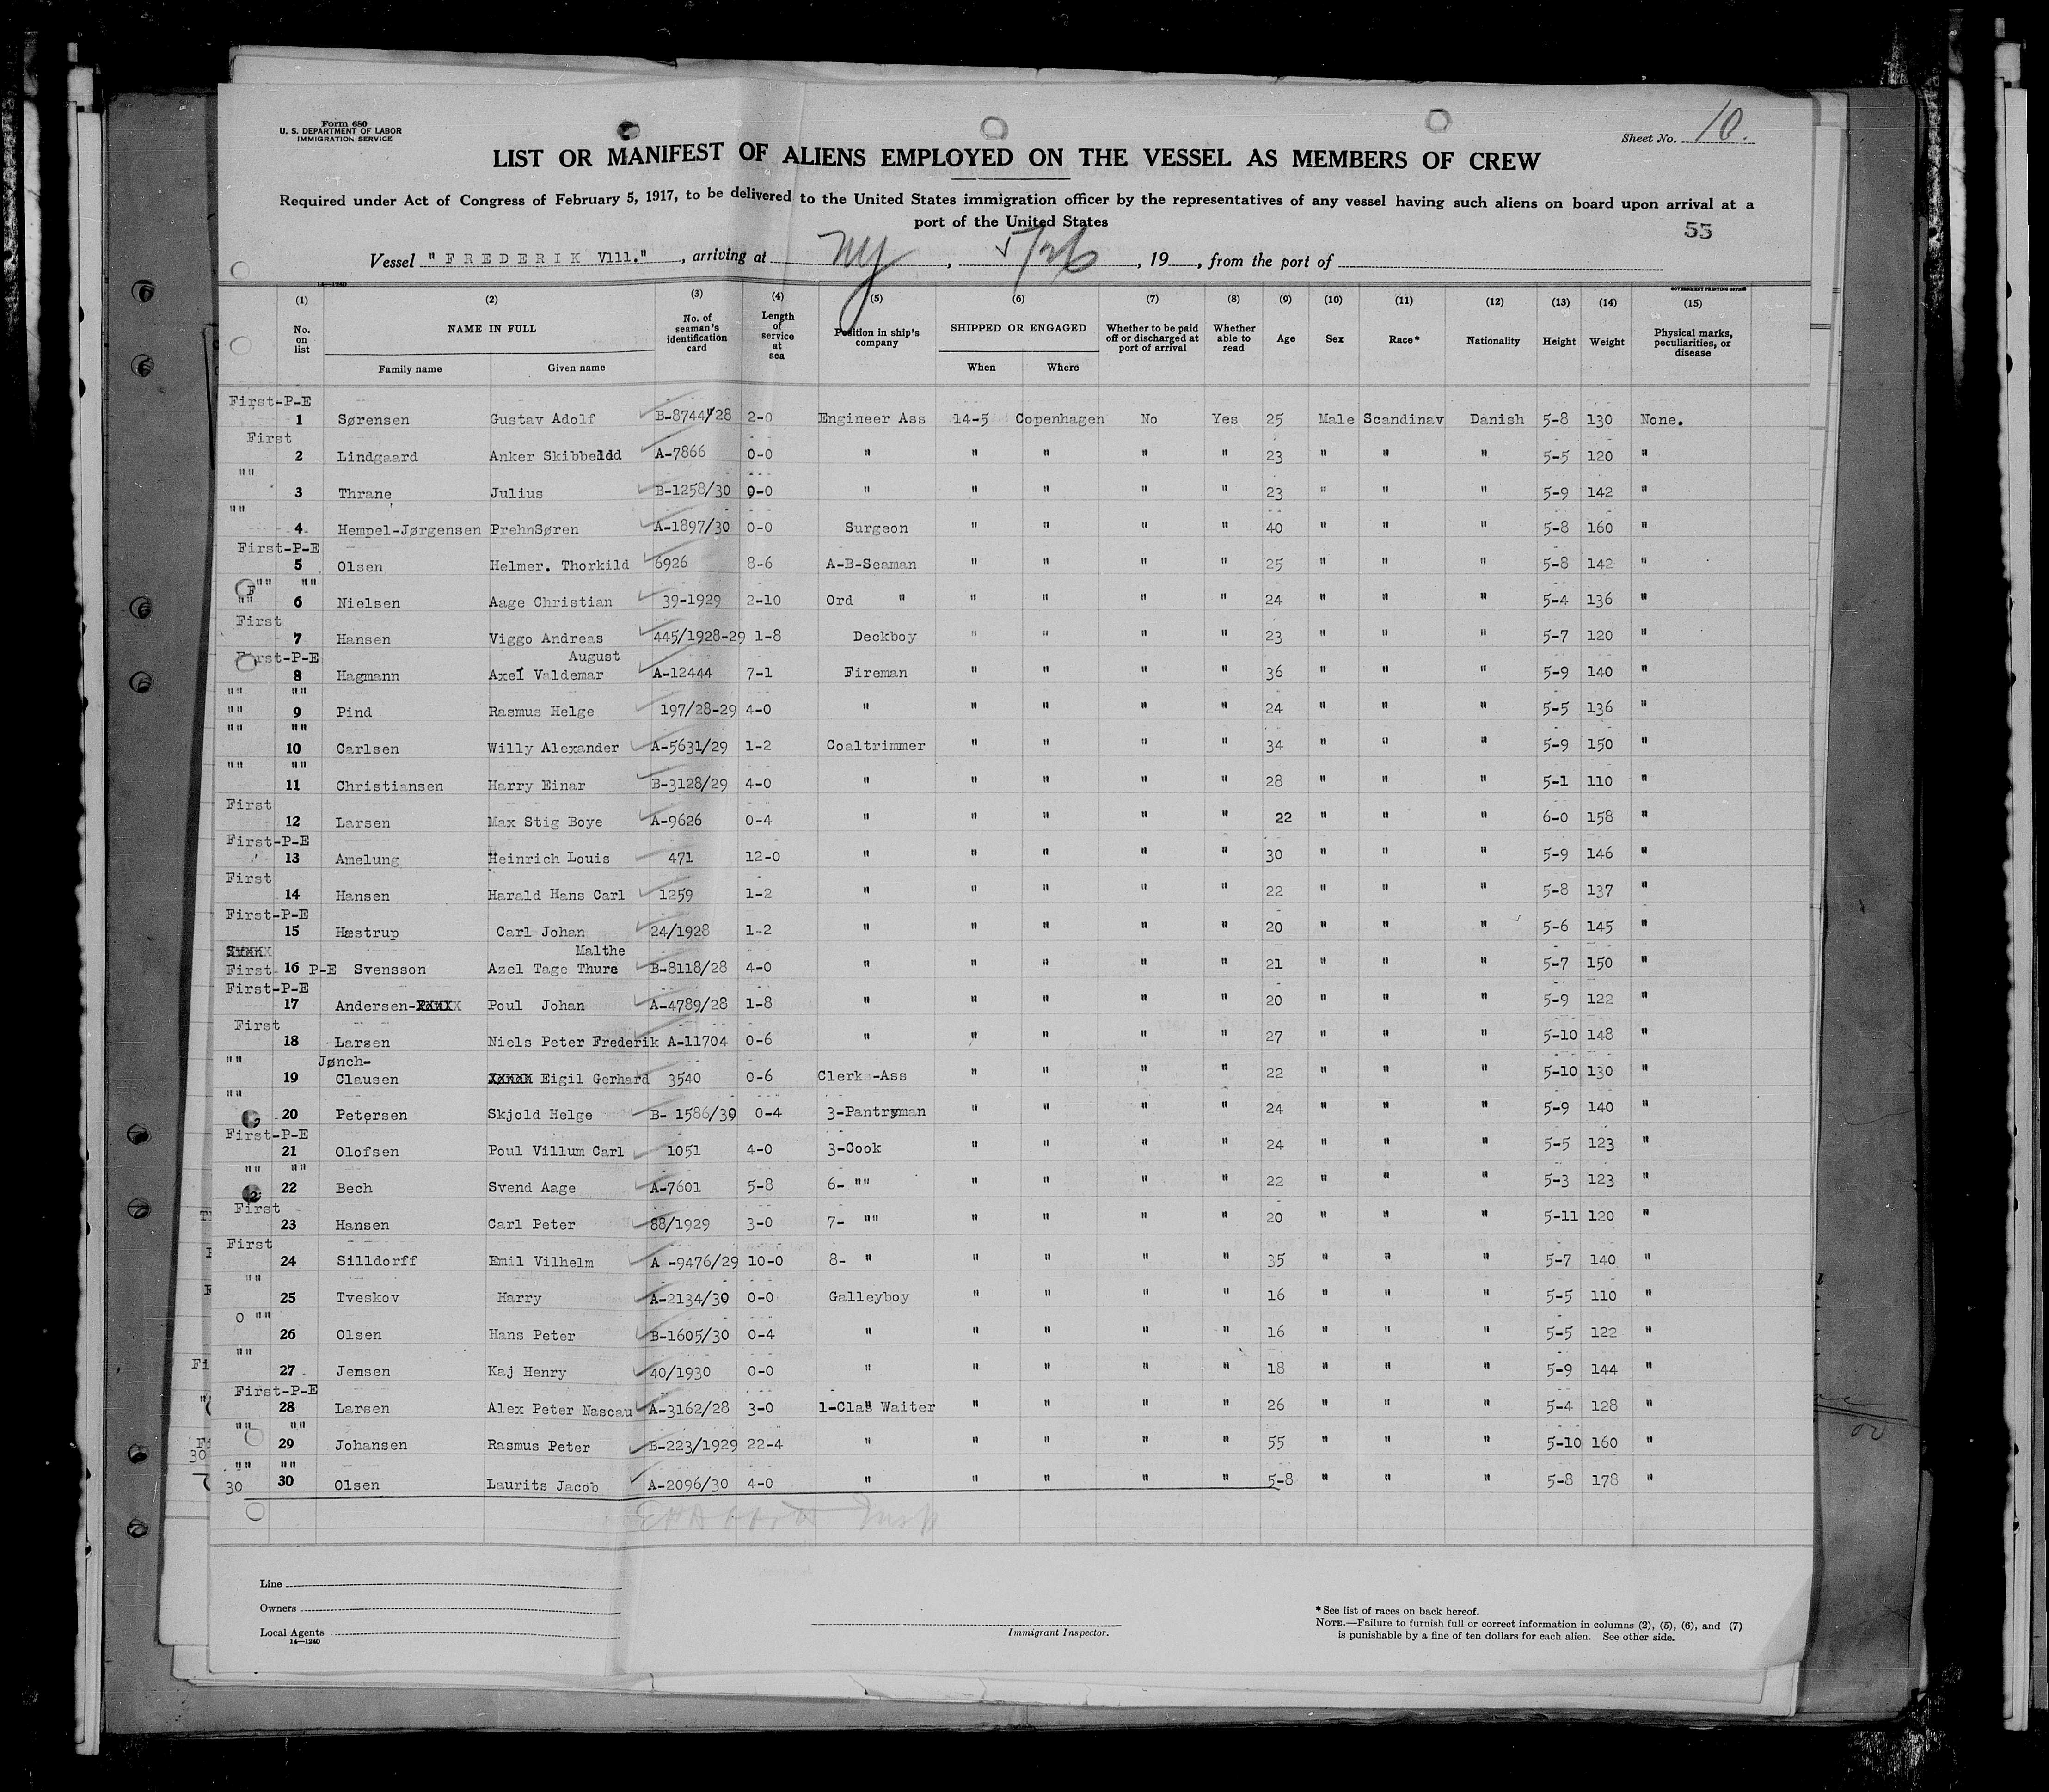 Form 680
U. S. DEPARTMENT OF LABOR
IMMIGRATION SERVICE
Sheet No. 10.
LIST OR MANIFEST OF ALIENS EMPLOYED ON THE VESSEL AS MEMBERS OF CREW
Required under Act of Congress of February 5, 1917, to be delivered to the United States immigration officer by the representatives of any vessel having such aliens on board upon arrival at a
port of the United States
53
Vessel "FREDERIK V111." , arriving at NY , 5/26 , 19 , from the port of
14—1240 GOVERNMENT PRINTING OFFICE
(1) (2) (3) (4) (5) (6) (7) (8) (9) (10) (11) (12) (13) (14) (15)
No. on list NAME IN FULL Family name Given name No. of seaman's identification card Length of service at sea Position in ship's company SHIPPED OR ENGAGED When Where Whether to be paid off or discharged at port of arrival Whether able to read Age Sex Race* Nationality Height Weight Physical marks, peculiarities, or disease
First-P-E
1 Sørensen Gustav Adolf B-8744/28 2-0 Engineer Ass 14-5 Copenhagen No Yes 25 Male Scandinav Danish 5-8 130 None.
First
2 Lindgaard Anker Skibbeldd A-7866 0-0 " " " " " 23 " " " 5-5 120 "
""
3 Thrane Julius B-1258/30 0-0 " " " " " 23 " " " 5-9 142 "
""
4 Hempel-Jørgensen PrehnSøren A-1897/30 0-0 Surgeon " " " " 40 " " " 5-8 160 "
First-P-E
5 Olsen Helmer. Thorkild 6926 8-6 A-B-Seaman " " " " 25 " " " 5-8 142 "
"" ""
"" 6 Nielsen Aage Christian 39-1929 2-10 Ord " " " " " 24 " " " 5-4 136 "
First
7 Hansen Viggo Andreas 445/1928-29 1-8 Deckboy " " " " 23 " " " 5-7 120 "
First-P-E August
8 Hagmann Axel Valdemar A-12444 7-1 Fireman " " " " 36 " " " 5-9 140 "
"" ""
"" 9 Pind Rasmus Helge 197/28-29 4-0 " " " " " 24 " " " 5-5 136 "
"" ""
10 Carlsen Willy Alexander A-5631/29 1-2 Coaltrimmer " " " " 34 " " " 5-9 150 "
"" ""
11 Christiansen Harry Einar B-3128/29 4-0 " " " " " 28 " " " 5-1 110 "
First
12 Larsen Max Stig Boye A-9626 0-4 " " " " " 22 " " " 6-0 158 "
First-P-E
13 Amelung Heinrich Louis 471 12-0 " " " " " 30 " " " 5-9 146 "
First
14 Hansen Harald Hans Carl 1259 1-2 " " " " " 22 " " " 5-8 137 "
First-P-E
15 Hæstrup Carl Johan 24/1928 1-2 " " " " " 20 " " " 5-6 145 "
Malthe
First 16 P-E Svensson Azel Tage Thure B-8118/28 4-0 " " " " " 21 " " " 5-7 150 "
First-P-E
17 Andersen- Poul Johan A-4789/28 1-8 " " " " " 20 " " " 5-9 122 "
First
18 Larsen Niels Peter Frederik A-11704 0-6 " " " " " 27 " " " 5-10 148 "
"" Jønch-
19 Clausen Eigil Gerhard 3540 0-6 Clerk-Ass " " " " 22 " " " 5-10 130 "
""
20 Petersen Skjold Helge B- 1586/30 0-4 3-Pantryman " " " " 24 " " " 5-9 140 "
First-P-E
21 Olofsen Poul Villum Carl 1051 4-0 3-Cook " " " " 24 " " " 5-5 123 "
"" ""
22 Bech Svend Aage A-7601 5-8 6- "" " " " " 22 " " " 5-3 123 "
First
23 Hansen Carl Peter 88/1929 3-0 7- "" " " " " 20 " " " 5-11 120 "
First
24 Silldorff Emil Vilhelm A -9476/29 10-0 8- " " " " " 35 " " " 5-7 140 "
""
25 Tveskov Harry A-2134/30 0-0 Galleyboy " " " " 16 " " " 5-5 110 "
0 ""
26 Olsen Hans Peter B-1605/30 0-4 " " " " " 16 " " " 5-5 122 "
""
27 Jensen Kaj Henry 40/1930 0-0 " " " " " 18 " " " 5-9 144 "
First-P-E
28 Larsen Alex Peter Nascau A-3162/28 3-0 1-Clas Waiter " " " " 26 " " " 5-4 128 "
"" ""
29 Johansen Rasmus Peter B-223/1929 22-4 " " " " " 55 " " " 5-10 160 "
"" ""
30 30 Olsen Laurits Jacob A-2096/30 4-0 " " " " " 5-8 " " " 5-8 178 "
Line
Owners
Local Agents
14—1240
Immigrant Inspector.
* See list of races on back hereof.
NOTE.—Failure to furnish full or correct information in columns (2), (5), (6), and (7)
is punishable by a fine of ten dollars for each alien. See other side.